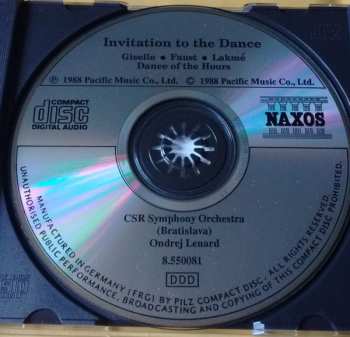 Invitation to the Dance
Giselle • Faust • Lakmé
Dance of the Hours
℗ 1988 Pacific Music Co., Ltd. © 1988 Pacific Music Co., Ltd.
COMPACT
disc
DIGITAL AUDIO
NAXOS
CSR Symphony Orchestra
(Bratislava)
Ondrej Lenard
8.550081
DDD
MANUFACTURED IN GERMANY (FRG) BY PILZ COMPACT DISC. ALL RIGHTS RESERVED
UNAUTHORISED PUBLIC PERFORMANCE, BROADCASTING AND COPYING OF THIS COMPACT DISC PROHIBITED.